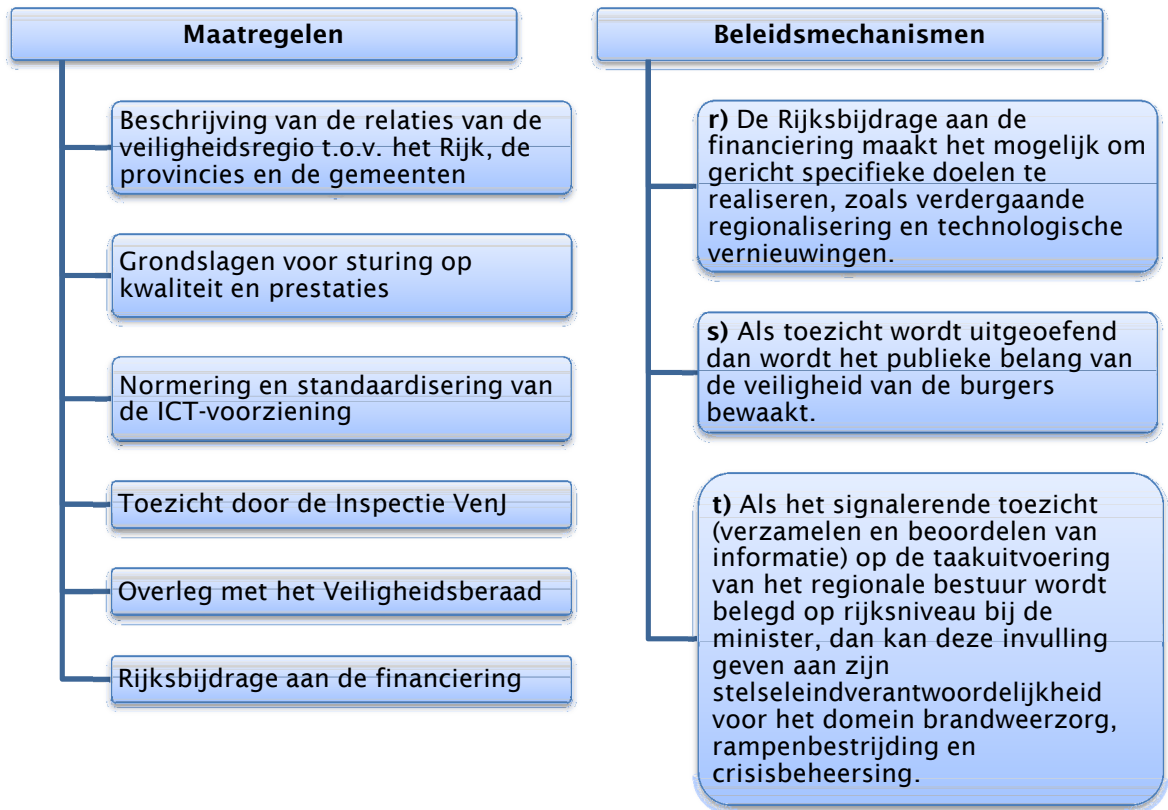 Maatregelen
Beschrijving van de relaties van de
veiligheidsregio t.o.v. het Rijk, de
provincies en de gemeenten
Grondslagen voor sturing op
kwaliteit en prestaties
Normering en standaardisering van
de ICT-voorziening
Toezicht door de Inspectie VenJ
Overleg met het Veiligheidsberaad
Rijksbijdrage aan de financiering
Beleidsmechanismen
r) De Rijksbijdrage aan de
financiering maakt het mogelijk om
gericht specifieke doelen te
realiseren, zoals verdergaande
regionalisering en technologische
vernieuwingen.
s) Als toezicht wordt uitgeoefend
dan wordt het publieke belang van
de veiligheid van de burgers
bewaakt.
t) Als het signalerende toezicht
(verzamelen en beoordelen van
informatie) op de taakuitvoering
van het regionale bestuur wordt
belegd op rijksniveau bij de
minister, dan kan deze invulling
geven aan zijn
stelseleindverantwoordelijkheid
voor het domein brandweerzorg,
rampenbestrijding en
crisisbeheersing.